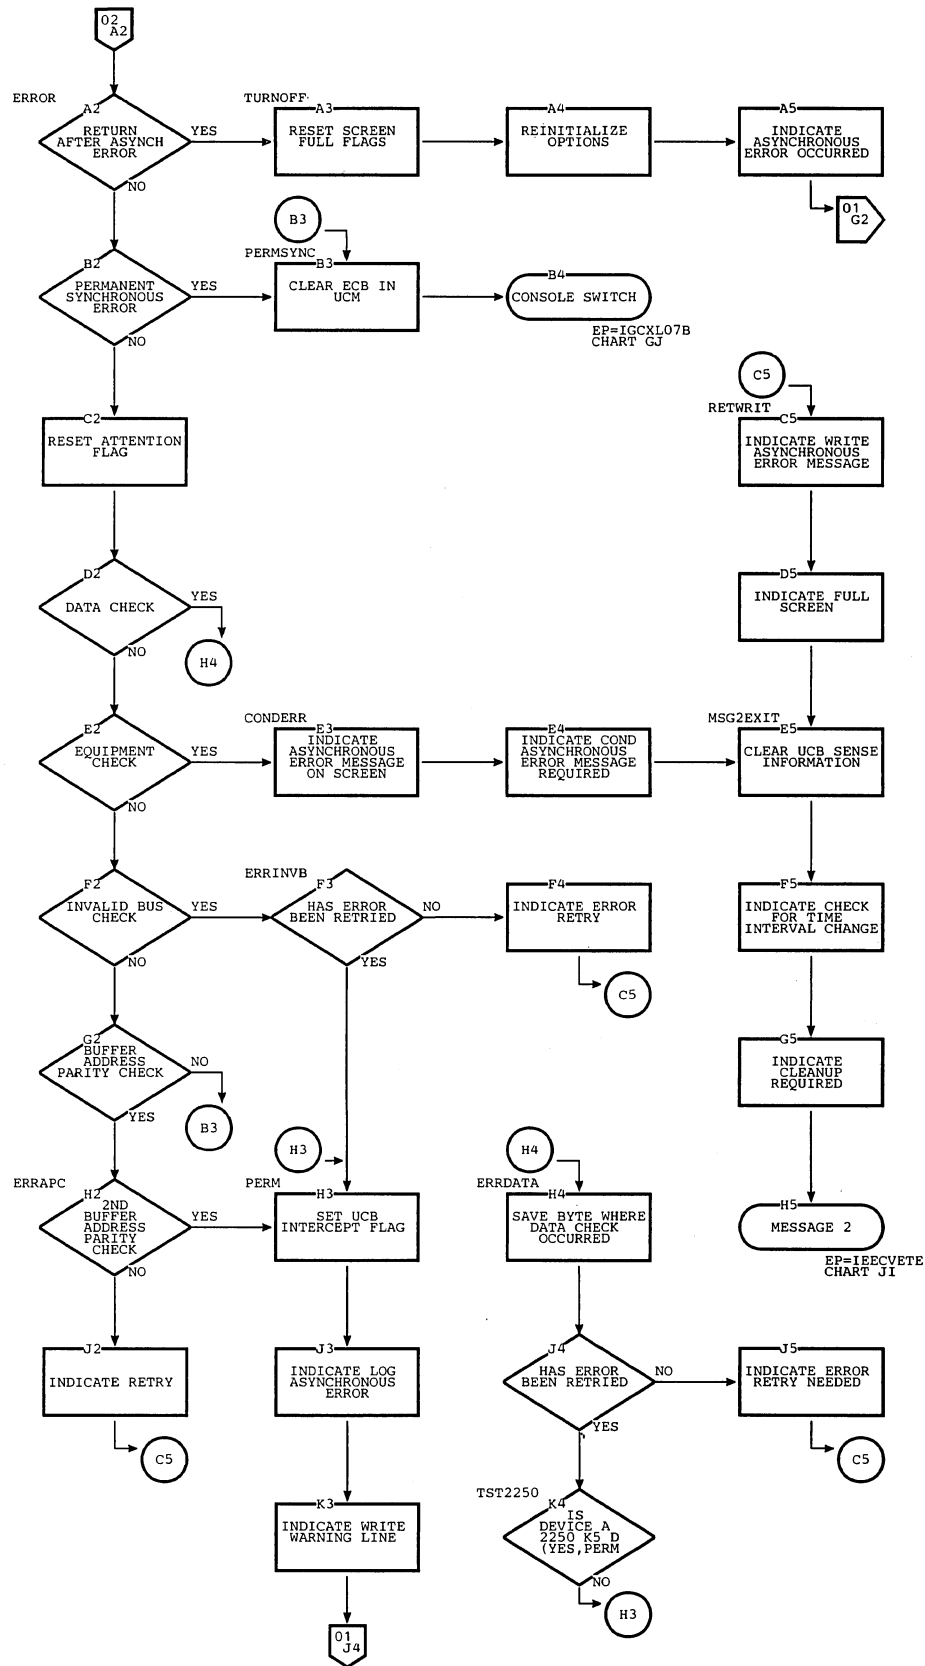 02
A2
ERROR
A2
RETURN
AFTER ASYNCH
ERROR
YES
NO
TURNOFF
A3
RESET SCREEN
FULL FLAGS
A4
REINITIALIZE
OPTIONS
A5
INDICATE
ASYNCHRONOUS
ERROR OCCURRED
01
G2
B3
B2
PERMANENT
SYNCHRONOUS
ERROR
YES
NO
PERMSYNC
B3
CLEAR ECB IN
UCM
B4
CONSOLE SWITCH
EP=IGCXL07B
CHART GJ
C5
C2
RESET ATTENTION
FLAG
RETWRIT
C5
INDICATE WRITE
ASYNCHRONOUS
ERROR MESSAGE
D2
DATA CHECK
YES
NO
H4
D5
INDICATE FULL
SCREEN
E2
EQUIPMENT
CHECK
YES
NO
CONDERR
E3
INDICATE
ASYNCHRONOUS
ERROR MESSAGE
ON SCREEN
E4
INDICATE COND
ASYNCHRONOUS
ERROR MESSAGE
REQUIRED
MSG2EXIT
E5
CLEAR UCB SENSE
INFORMATION
F2
INVALID BUS
CHECK
YES
NO
ERRINVB
F3
HAS ERROR
BEEN RETRIED
NO
YES
F4
INDICATE ERROR
RETRY
C5
F5
INDICATE CHECK
FOR TIME
INTERVAL CHANGE
G2
BUFFER
ADDRESS
PARITY CHECK
NO
YES
B3
G5
INDICATE
CLEANUP
REQUIRED
H3
H4
ERRAPC
H2
2ND
BUFFER
ADDRESS
PARITY
CHECK
YES
NO
PERM
H3
SET UCB
INTERCEPT FLAG
ERRDATA
H4
SAVE BYTE WHERE
DATA CHECK
OCCURRED
H5
MESSAGE 2
EP=IEECVETE
CHART JI
J2
INDICATE RETRY
C5
J3
INDICATE LOG
ASYNCHRONOUS
ERROR
J4
HAS ERROR
BEEN RETRIED
NO
YES
J5
INDICATE ERROR
RETRY NEEDED
C5
K3
INDICATE WRITE
WARNING LINE
TST2250
K4
IS
DEVICE A
2250 K5 D
(YES,PERM
NO
H3
01
J4